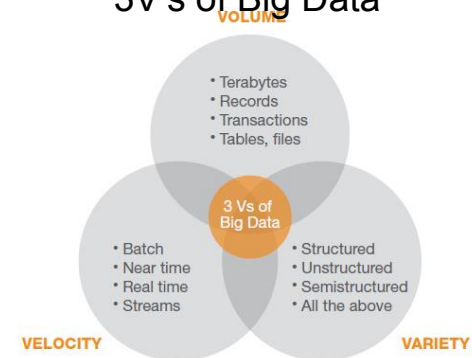 3V's of Big Data
VOLUME
• Terabytes
• Records
• Transactions
• Tables, files
3 Vs of
Big Data
• Batch
• Near time
• Real time
• Streams
• Structured
• Unstructured
• Semistructured
• All the above
VELOCITY
VARIETY